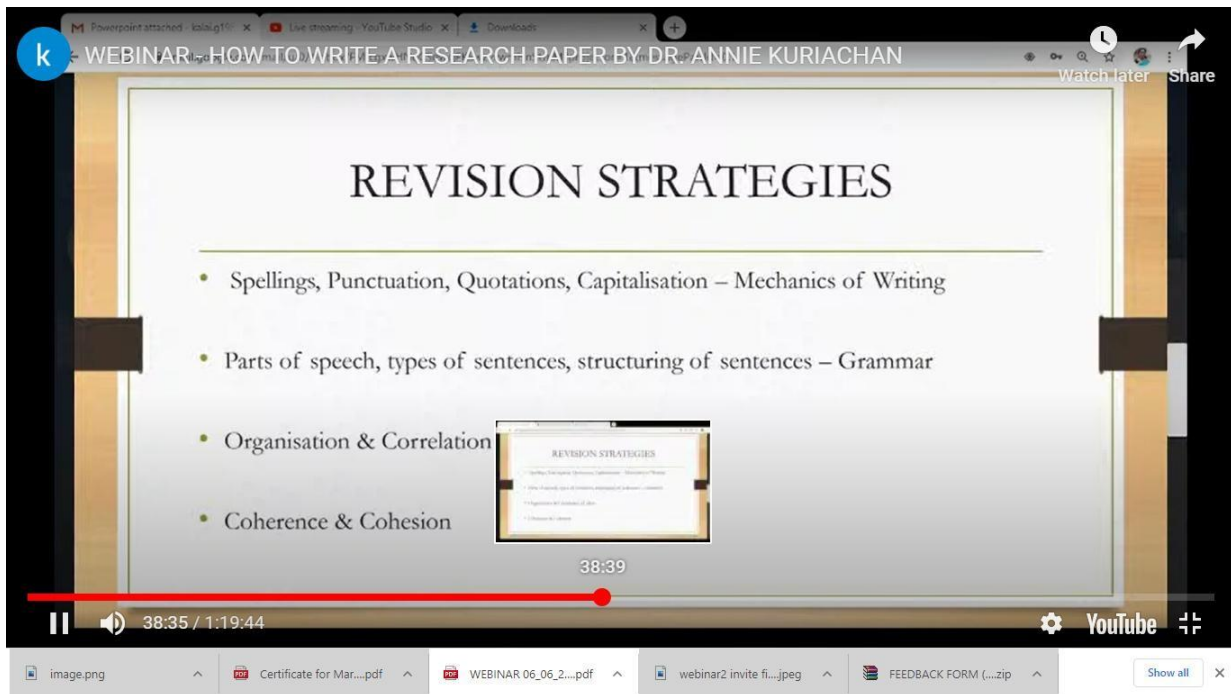 Powerpoint attached - kalai.g19
Live streaming - YouTube Studio
Downloads
k
WEBINAR - HOW TO WRITE A RESEARCH PAPER BY DR. ANNIE KURIACHAN
Watch later
Share
REVISION STRATEGIES
Spellings, Punctuation, Quotations, Capitalisation – Mechanics of Writing
Parts of speech, types of sentences, structuring of sentences – Grammar
Organisation & Correlation
REVISION STRATEGIES
Coherence & Cohesion
38:39
38:35 / 1:19:44
YouTube
image.png
Certificate for Mar....pdf
WEBINAR 06_06_2....pdf
webinar2 invite fi....jpeg
FEEDBACK FORM (....zip
Show all